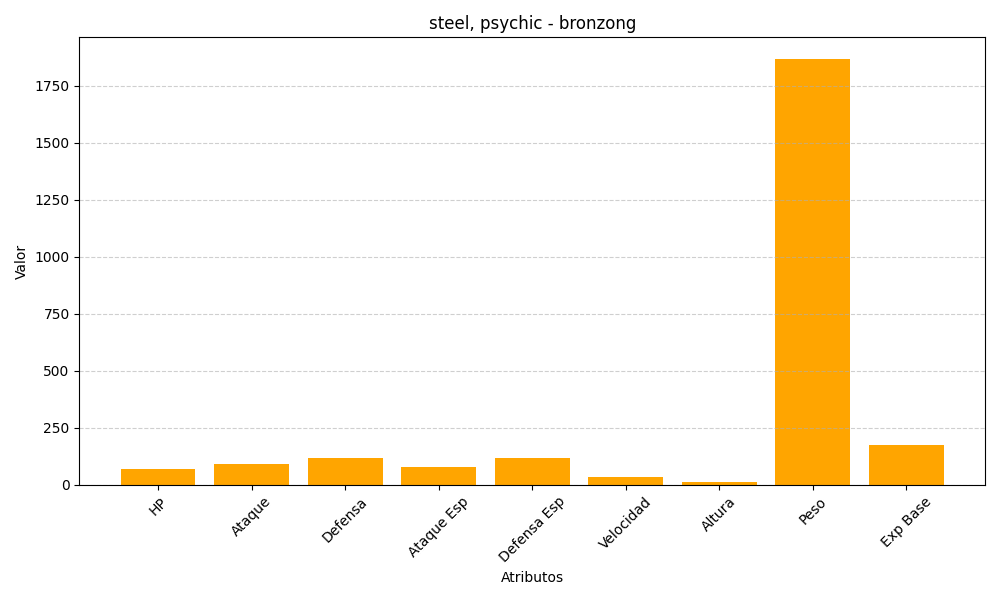 steel, psychic - bronzong
Valor
1750
1500
1250
1000
750
500
250
0
HP
Ataque
Defensa
Ataque Esp
Defensa Esp
Velocidad
Altura
Peso
Exp Base
Atributos